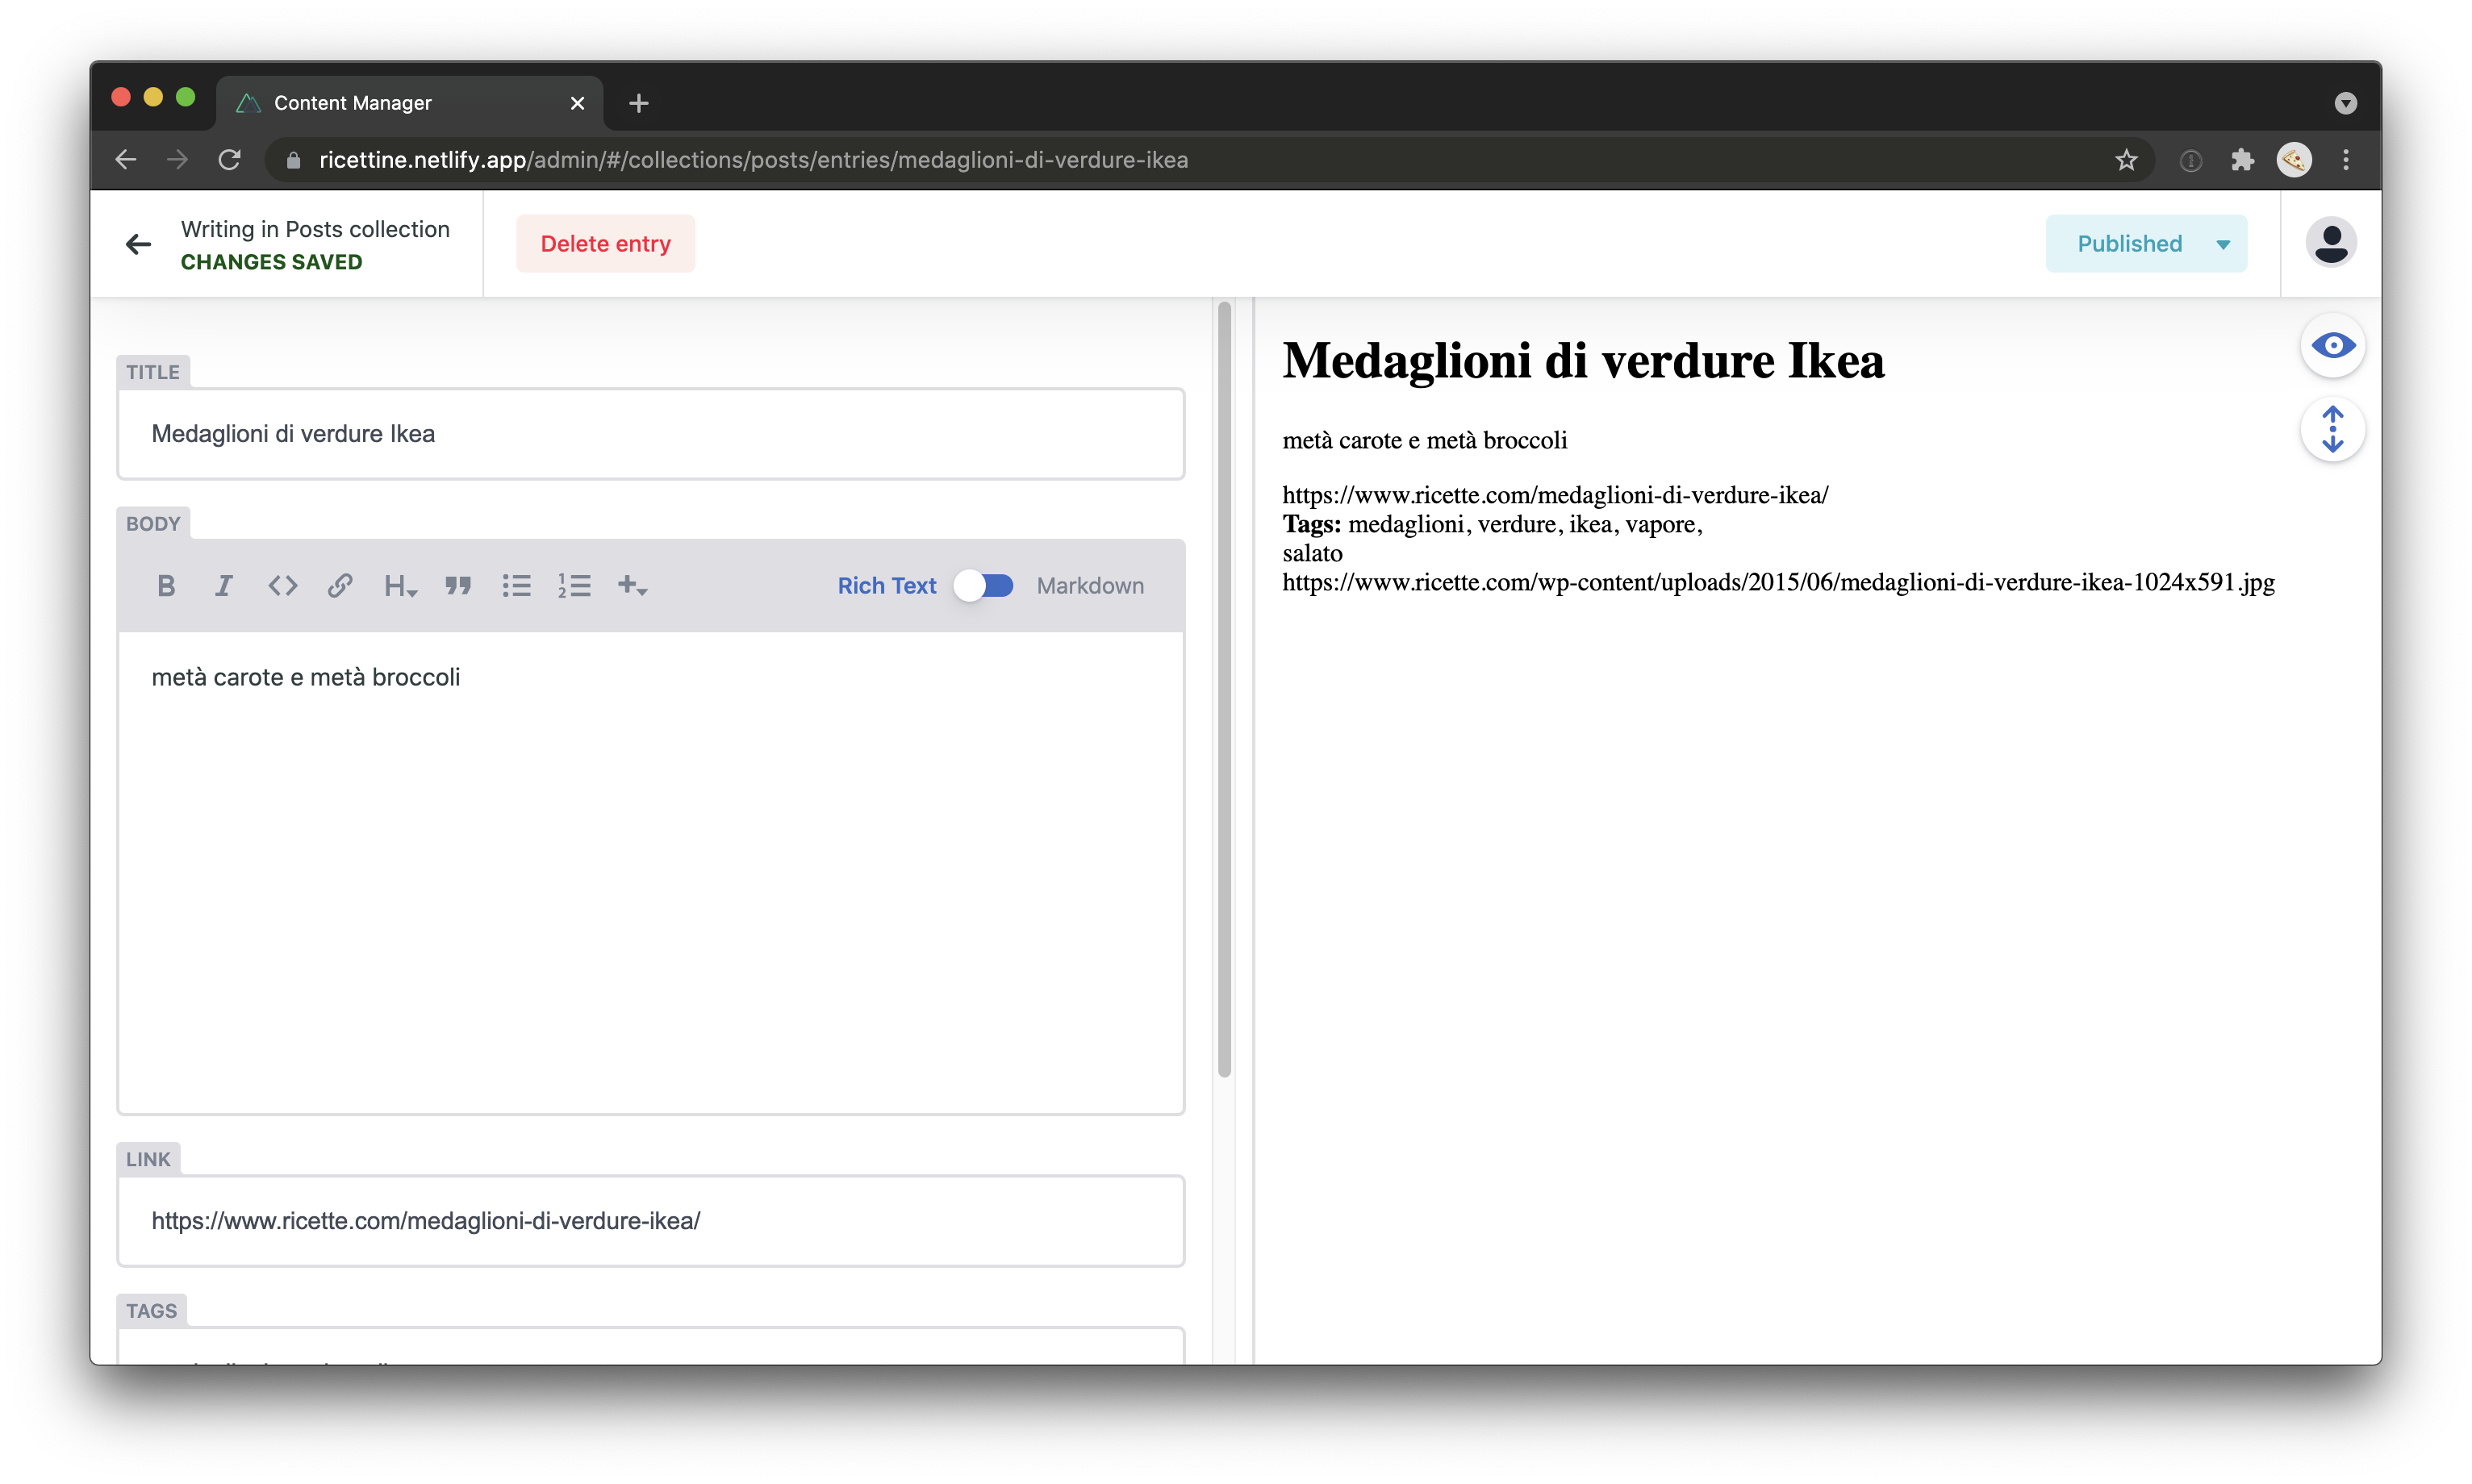 Content Manager
ricettine.netlify.app/admin/#/collections/posts/entries/medaglioni-di-verdure-ikea
Writing in Posts collection
CHANGES SAVED
Delete entry
Published
TITLE
Medaglioni di verdure Ikea
BODY
Rich Text
Markdown
metà carote e metà broccoli
LINK
https://www.ricette.com/medaglioni-di-verdure-ikea/
TAGS
Medaglioni di verdure Ikea
metà carote e metà broccoli
https://www.ricette.com/medaglioni-di-verdure-ikea/
Tags: medaglioni, verdure, ikea, vapore,
salato
https://www.ricette.com/wp-content/uploads/2015/06/medaglioni-di-verdure-ikea-1024x591.jpg